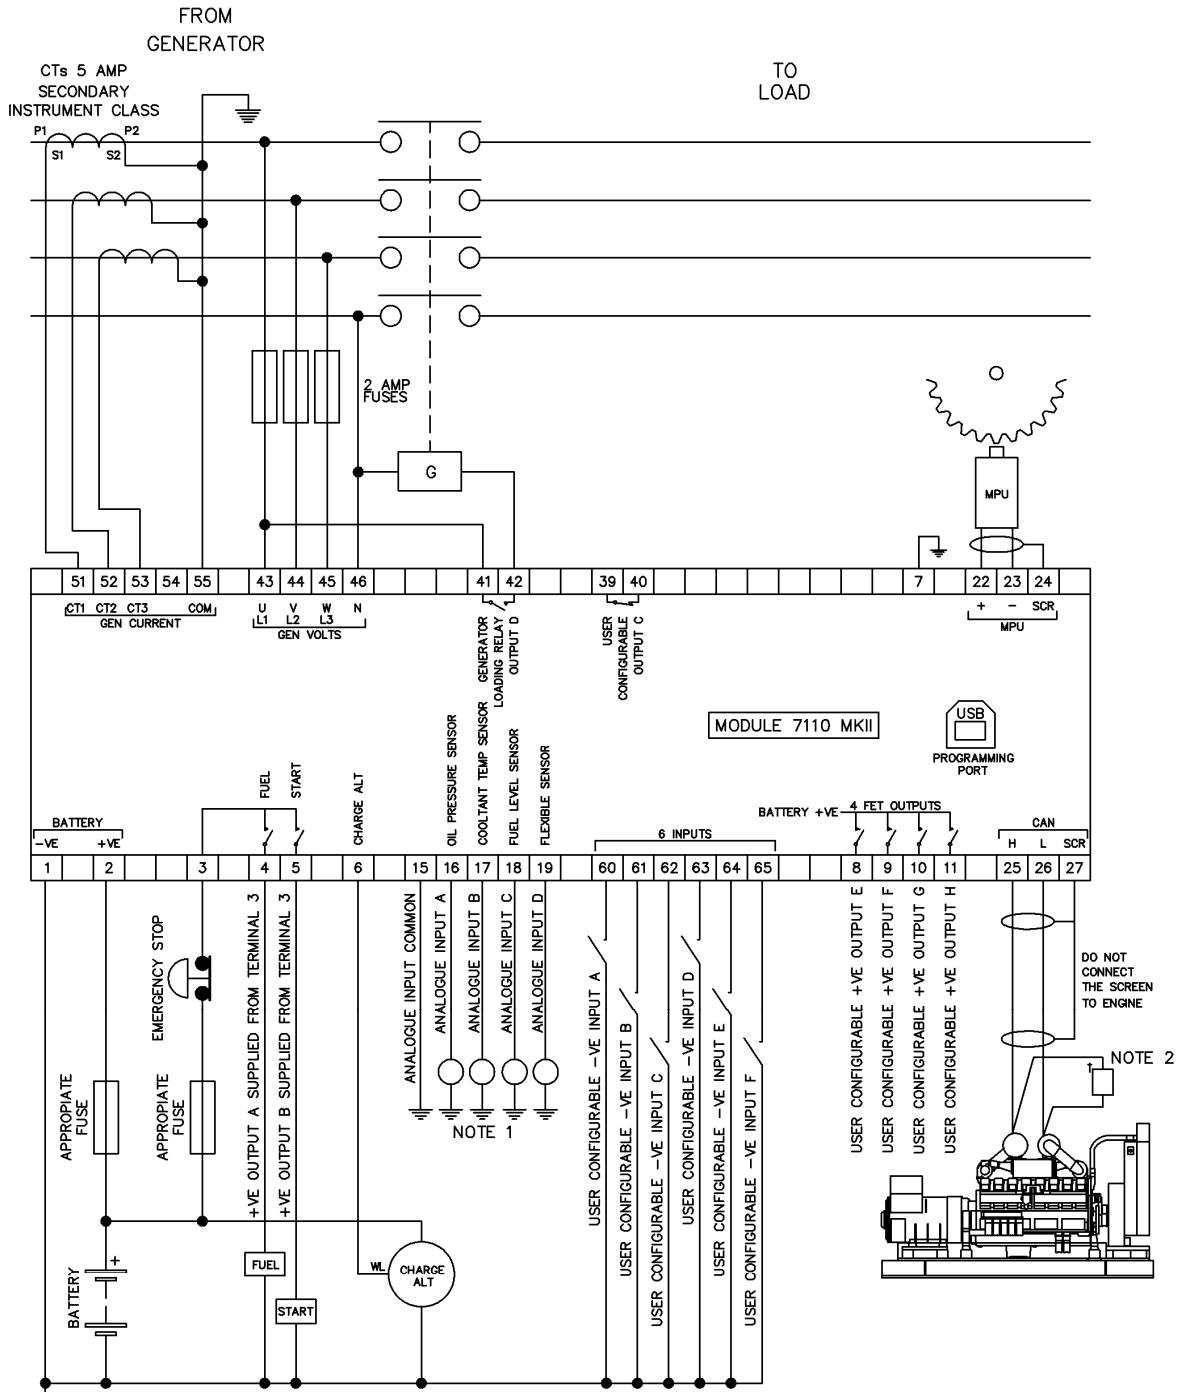 FROM
GENERATOR
CTs 5 AMP
SECONDARY
INSTRUMENT CLASS
TO
LOAD
P1
P2
S1
S2
2 AMP
FUSES
G
MPU
51 52 53 54 55 43 44 45 46 41 42 39 40 7 22 23 24
CT1 CT2 CT3 COM
GEN CURRENT
U V W N
L1 L2 L3
GEN VOLTS
GENERATOR
LOADING RELAY
OUTPUT D
USER
CONFIGURABLE
OUTPUT C
+ − SCR
MPU
MODULE 7110 MKII
USB
PROGRAMMING
PORT
FUEL
START
CHARGE ALT
OIL PRESSURE SENSOR
COOLTANT TEMP SENSOR
FUEL LEVEL SENSOR
FLEXIBLE SENSOR
BATTERY
−VE +VE
6 INPUTS
BATTERY +VE
4 FET OUTPUTS
CAN
H L SCR
1 2 3 4 5 6 15 16 17 18 19 60 61 62 63 64 65 8 9 10 11 25 26 27
EMERGENCY STOP
+VE OUTPUT A SUPPLIED FROM TERMINAL 3
+VE OUTPUT B SUPPLIED FROM TERMINAL 3
ANALOGUE INPUT COMMON
ANALOGUE INPUT A
ANALOGUE INPUT B
ANALOGUE INPUT C
ANALOGUE INPUT D
NOTE 1
USER CONFIGURABLE −VE INPUT A
USER CONFIGURABLE −VE INPUT B
USER CONFIGURABLE −VE INPUT C
USER CONFIGURABLE −VE INPUT D
USER CONFIGURABLE −VE INPUT E
USER CONFIGURABLE −VE INPUT F
USER CONFIGURABLE +VE OUTPUT E
USER CONFIGURABLE +VE OUTPUT F
USER CONFIGURABLE +VE OUTPUT G
USER CONFIGURABLE +VE OUTPUT H
DO NOT
CONNECT
THE SCREEN
TO ENGINE
NOTE 2
APPROPIATE
FUSE
APPROPIATE
FUSE
BATTERY
+
FUEL
START
WL
CHARGE
ALT